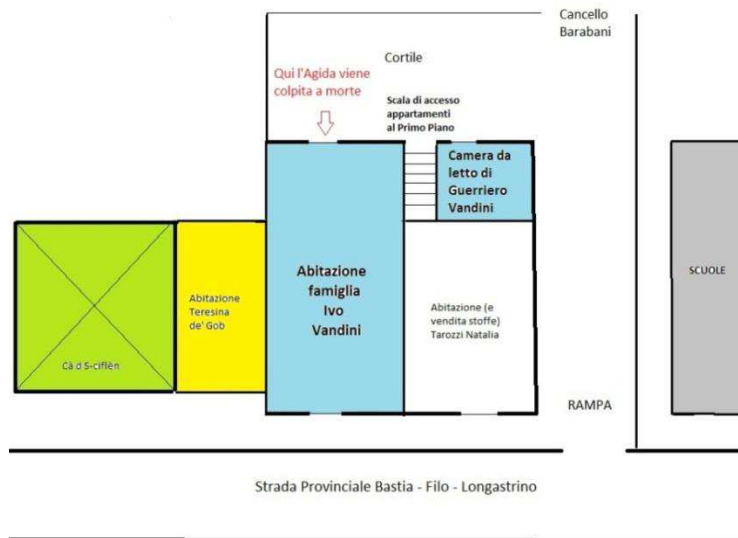 Cancello
Barabani
Cortile
Qui l'Agida viene
colpita a morte
Scala di accesso
appartamenti
al Primo Piano
Camera da
letto di
Guerriero
Vandini
Abitazione
famiglia
Ivo
Vandini
Abitazione
Teresina
de' Gob
Abitazione (e
vendita stoffe)
Tarozzi Natalia
SCUOLE
Cà d S-ciflèn
RAMPA
Strada Provinciale Bastia - Filo - Longastrino